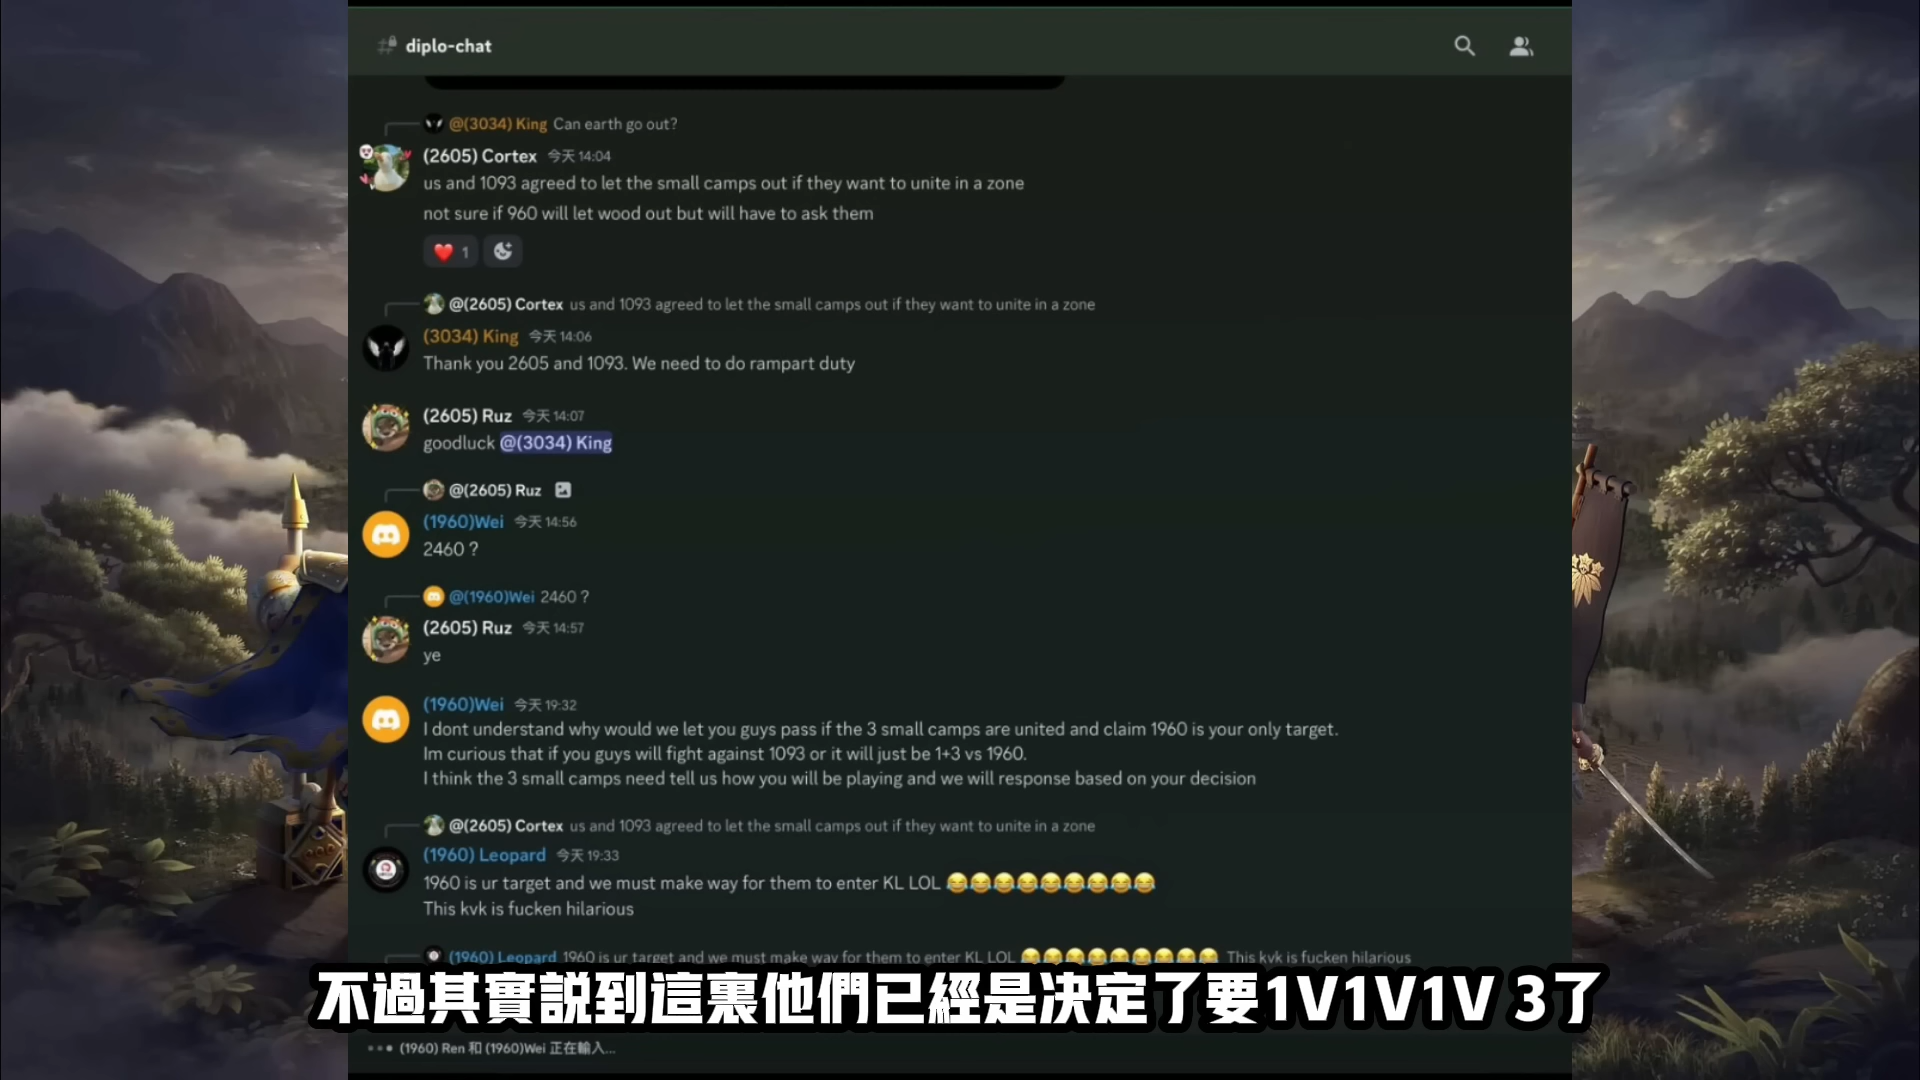 diplo-chat
@(3034) King Can earth go out?
(2605) Cortex 今天 14:04
us and 1093 agreed to let the small camps out if they want to unite in a zone
not sure if 960 will let wood out but will have to ask them
❤️ 1
@(2605) Cortex us and 1093 agreed to let the small camps out if they want to unite in a zone
(3034) King 今天 14:06
Thank you 2605 and 1093. We need to do rampart duty
(2605) Ruz 今天 14:07
goodluck @(3034) King
@(2605) Ruz
(1960)Wei 今天 14:56
2460 ?
@(1960)Wei 2460 ?
(2605) Ruz 今天 14:57
ye
(1960)Wei 今天 19:32
I dont understand why would we let you guys pass if the 3 small camps are united and claim 1960 is your only target.
Im curious that if you guys will fight against 1093 or it will just be 1+3 vs 1960.
I think the 3 small camps need tell us how you will be playing and we will response based on your decision
@(2605) Cortex us and 1093 agreed to let the small camps out if they want to unite in a zone
(1960) Leopard 今天 19:33
1960 is ur target and we must make way for them to enter KL LOL 😂😂😂😂😂😂😂😂😂
This kvk is fucken hilarious
(1960) Leopard 1960 is ur target and we must make way for them to enter KL LOL 😂😂😂😂😂😂😂😂😂 This kvk is fucken hilarious
不過其實説到這裏他們已經是決定了要1V1V1V 3了
(1960) Ren 和 (1960)Wei 正在輸入...